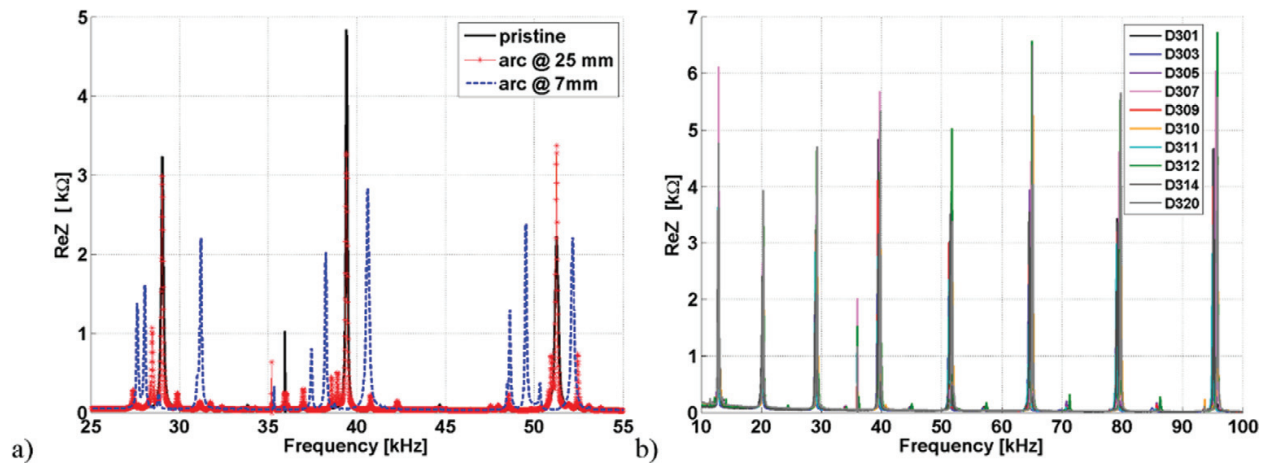 5
4
3
2
1
0
ReZ [ kΩ]
25
30
35
40
45
50
55
Frequency [kHz]
pristine
arc @ 25 mm
arc @ 7mm
a)
7
6
5
4
3
2
1
0
ReZ [kΩ]
10
20
30
40
50
60
70
80
90
100
Frequency [kHz]
D301
D303
D305
D307
D309
D310
D311
D312
D314
D320
b)